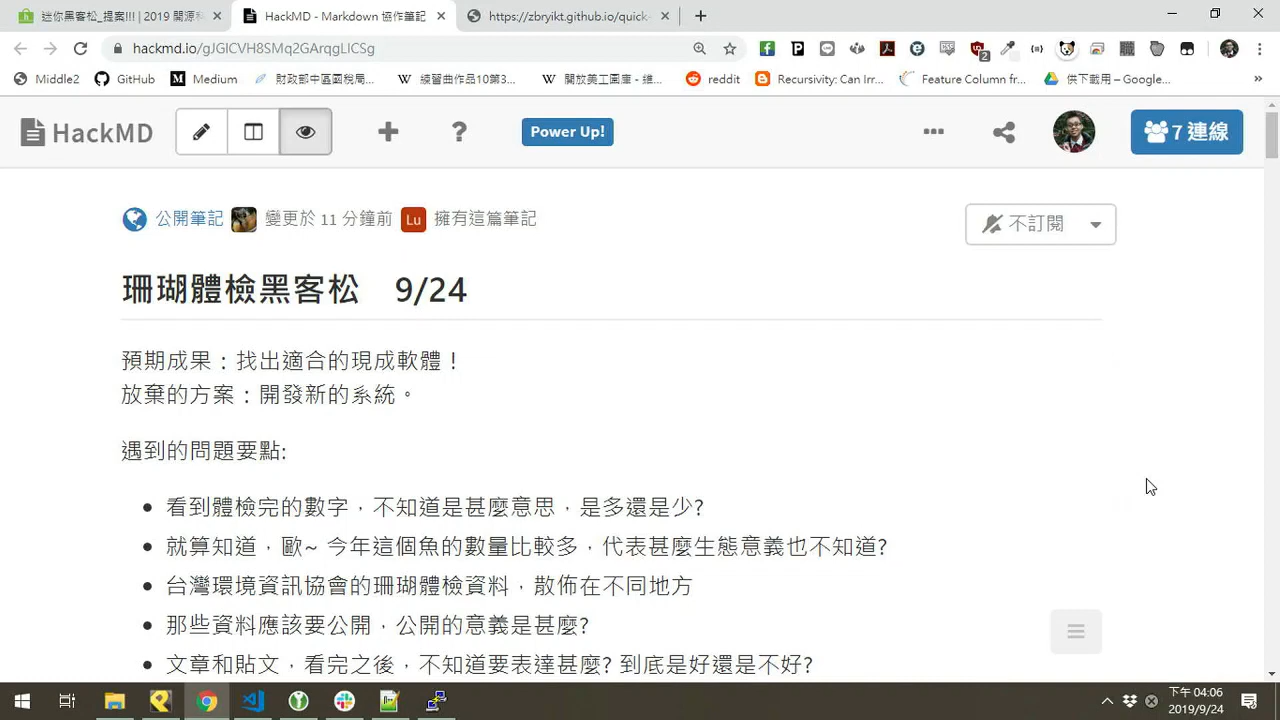 迷你黑客松_提案!!! | 2019 開源科
HackMD - Markdown 協作筆記
https://zbryikt.github.io/quick-
hackmd.io/gJGICVH8SMq2GArqgLICSg
Middle2
GitHub
Medium
財政部中區國稅局...
練習曲作品10第3...
開放美工圖庫 - 維...
reddit
Recursivity: Can Irr...
Feature Column fr...
供下載用 – Google...
»
HackMD
Power Up!
7 連線
公開筆記
變更於 11 分鐘前
Lu
擁有這篇筆記
不訂閱
珊瑚體檢黑客松 9/24
預期成果：找出適合的現成軟體！
放棄的方案：開發新的系統。
遇到的問題要點:
看到體檢完的數字，不知道是甚麼意思，是多還是少?
就算知道，歐~ 今年這個魚的數量比較多，代表甚麼生態意義也不知道?
台灣環境資訊協會的珊瑚體檢資料，散佈在不同地方
那些資料應該要公開，公開的意義是甚麼?
文章和貼文，看完之後，不知道要表達甚麼? 到底是好還是不好?
下午 04:06
2019/9/24